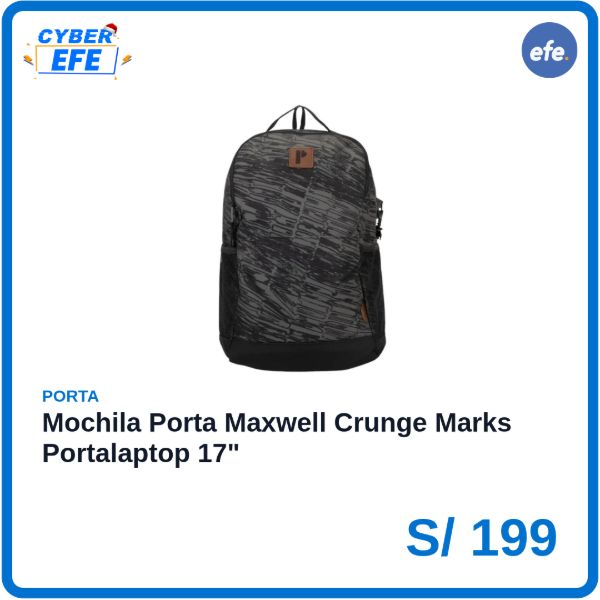 CYBER
EFE
efe.
P
PORTA
Mochila Porta Maxwell Crunge Marks
Portalaptop 17"
S/ 199